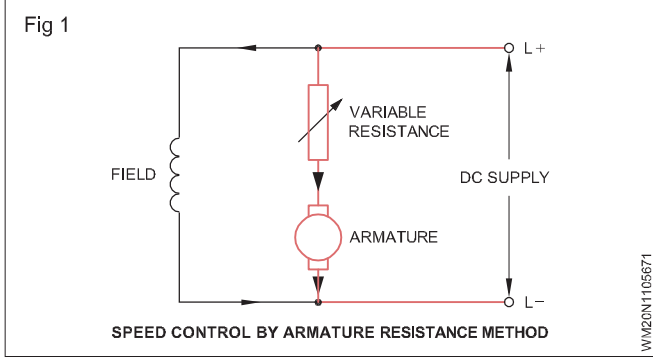 Fig 1
L+
VARIABLE
RESISTANCE
FIELD
DC SUPPLY
ARMATURE
L–
SPEED CONTROL BY ARMATURE RESISTANCE METHOD
WM20N1105671